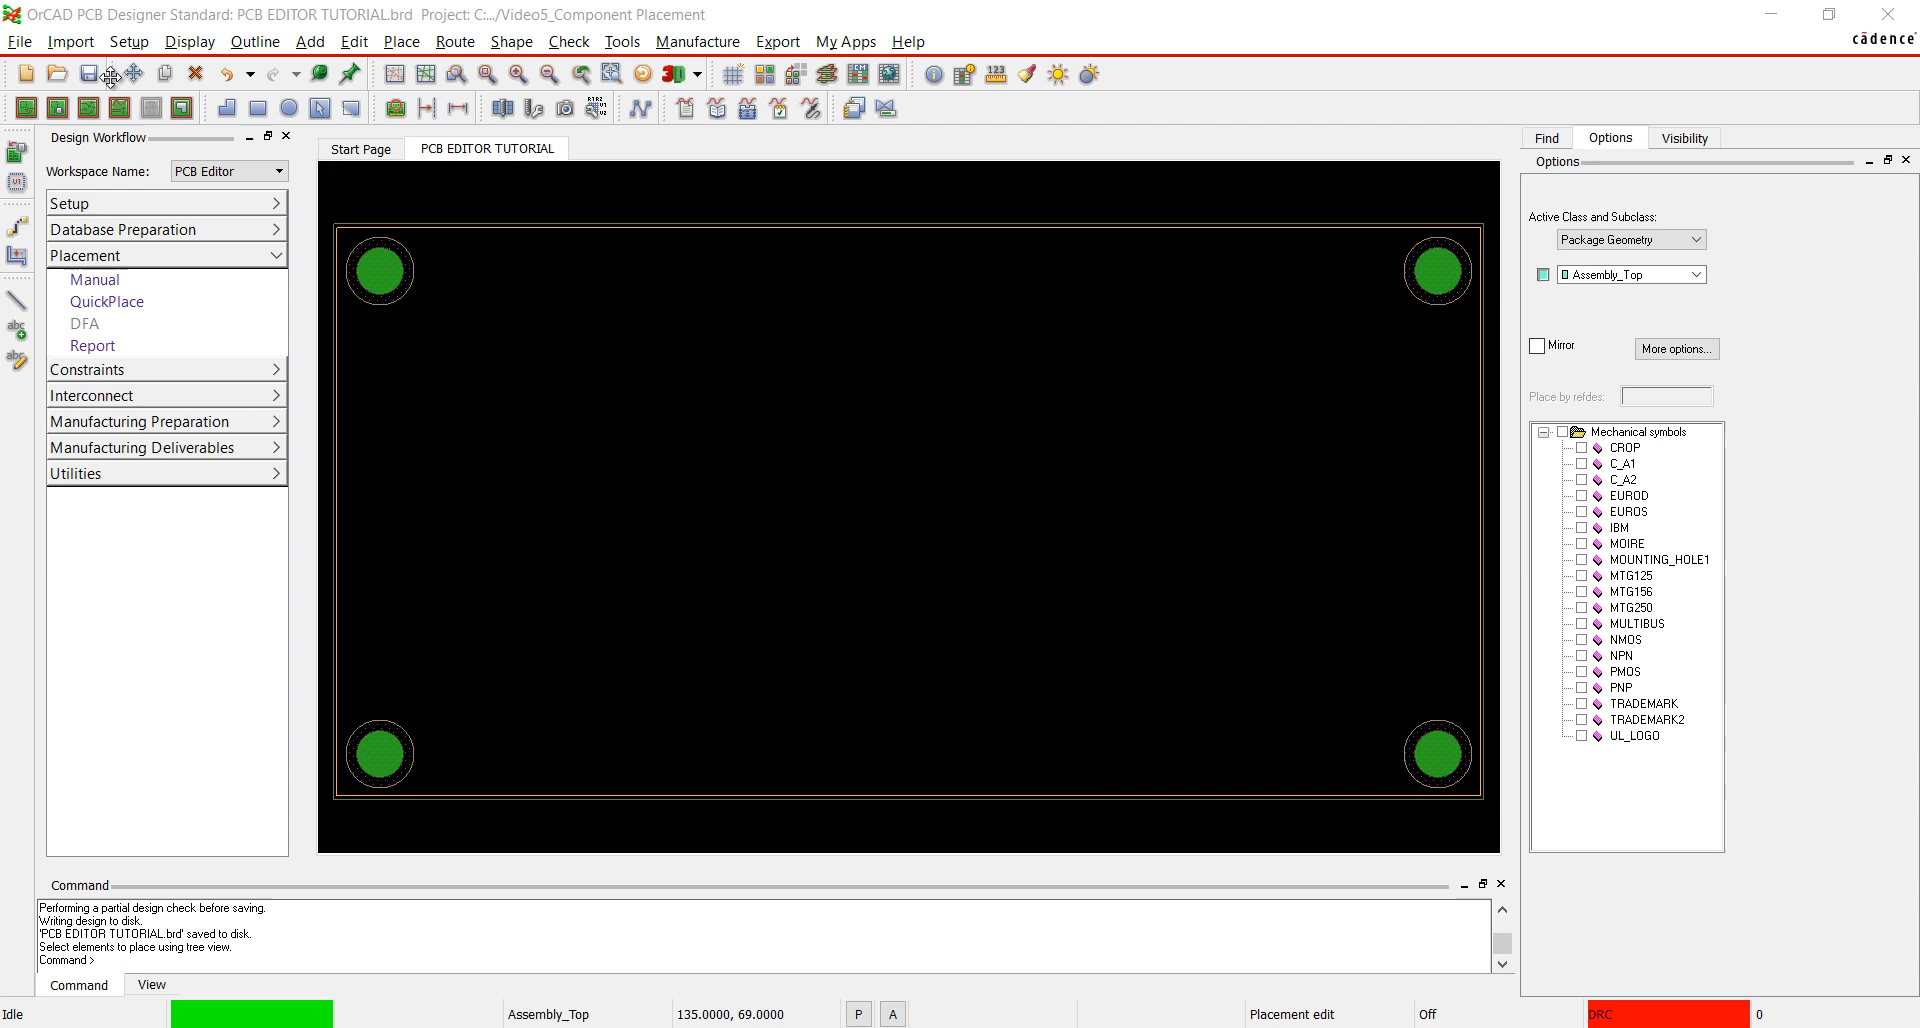 OrCAD PCB Designer Standard: PCB EDITOR TUTORIAL.brd Project: C:.../Video5_Component Placement
File Import Setup Display Outline Add Edit Place Route Shape Check Tools Manufacture Export My Apps Help
cādence
3D
123
Design Workflow
Workspace Name: PCB Editor
Setup
Database Preparation
Placement
Manual
QuickPlace
DFA
Report
Constraints
Interconnect
Manufacturing Preparation
Manufacturing Deliverables
Utilities
Start Page PCB EDITOR TUTORIAL
Find Options Visibility
Options
Active Class and Subclass:
Package Geometry
Assembly_Top
Mirror More options...
Place by refdes:
Mechanical symbols
CROP
C_A1
C_A2
EUROD
EUROS
IBM
MOIRE
MOUNTING_HOLE1
MTG125
MTG156
MTG250
MULTIBUS
NMOS
NPN
PMOS
PNP
TRADEMARK
TRADEMARK2
UL_LOGO
Command
Performing a partial design check before saving.
Writing design to disk.
'PCB EDITOR TUTORIAL.brd' saved to disk.
Select elements to place using tree view.
Command >
Command View
Idle Assembly_Top 135.0000, 69.0000 P A Placement edit Off DRC 0